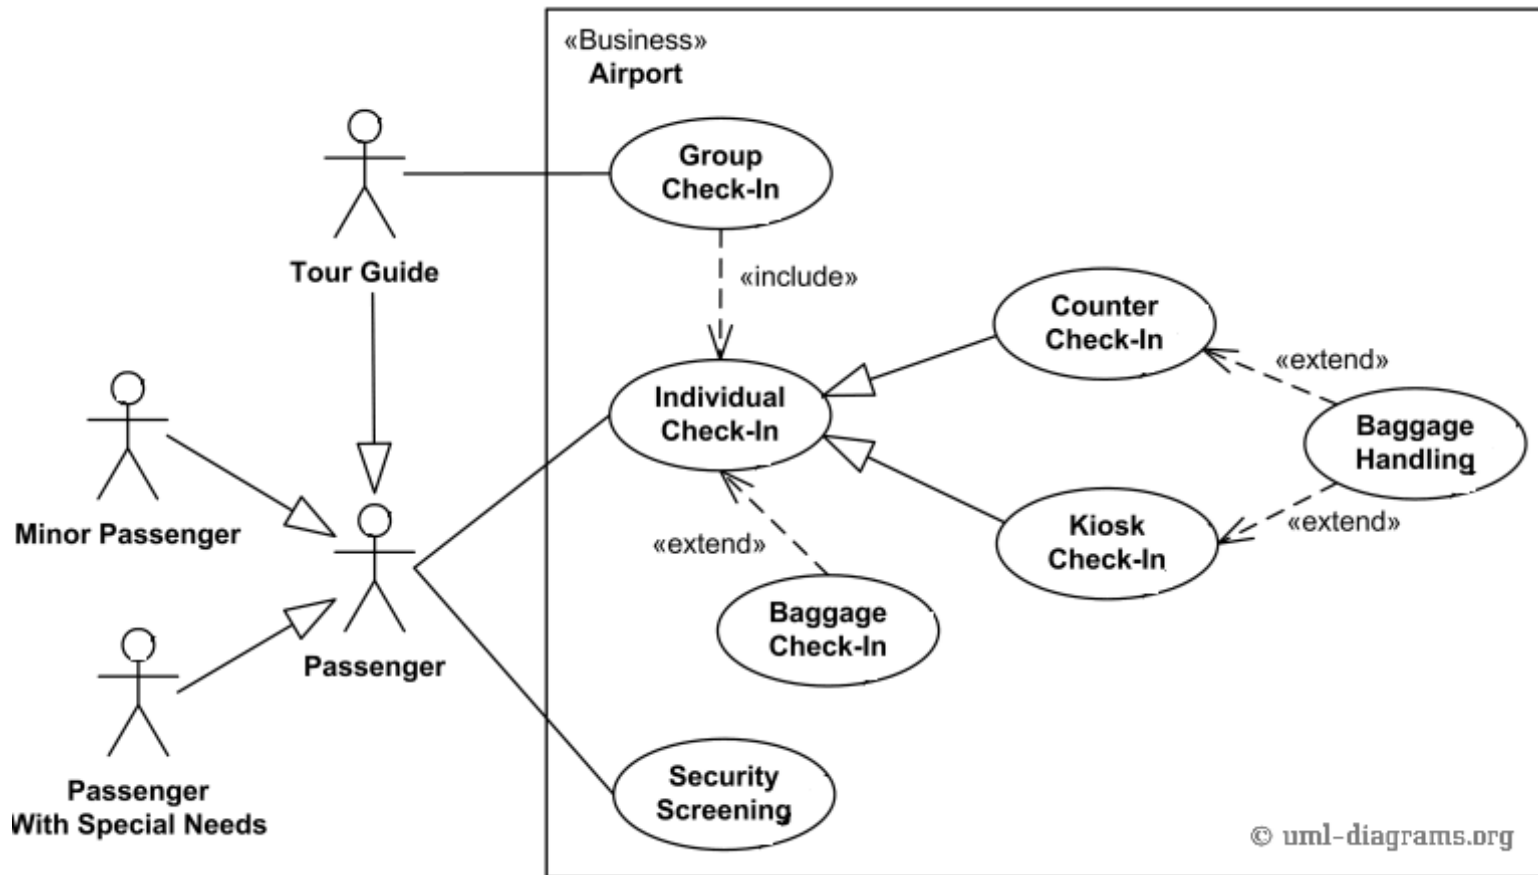 «Business»
Airport
Group
Check-In
Tour Guide
«include»
Counter
Check-In
«extend»
Individual
Check-In
Baggage
Handling
Minor Passenger
«extend»
Kiosk
Check-In
«extend»
Baggage
Check-In
Passenger
Security
Screening
Passenger
With Special Needs
© uml-diagrams.org